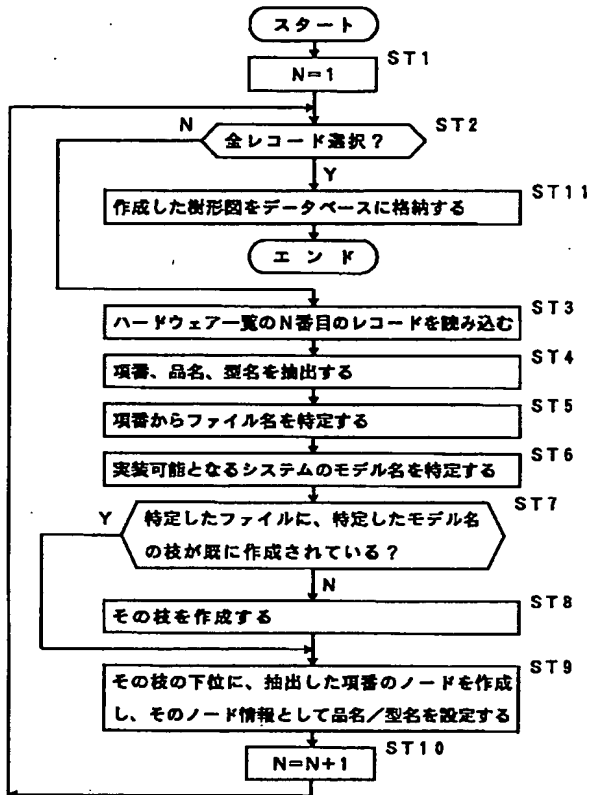 スタート
ST1
N=1
N
ST2
全レコード選択？
Y
ST11
作成した樹形図をデータベースに格納する
エンド
ST3
ハードウェア一覧のN番目のレコードを読み込む
ST4
項番、品名、型名を抽出する
ST5
項番からファイル名を特定する
ST6
実装可能となるシステムのモデル名を特定する
ST7
Y
特定したファイルに、特定したモデル名
の枝が既に作成されている？
N
ST8
その枝を作成する
ST9
その枝の下位に、抽出した項番のノードを作成
し、そのノード情報として品名／型名を設定する
ST10
N=N+1